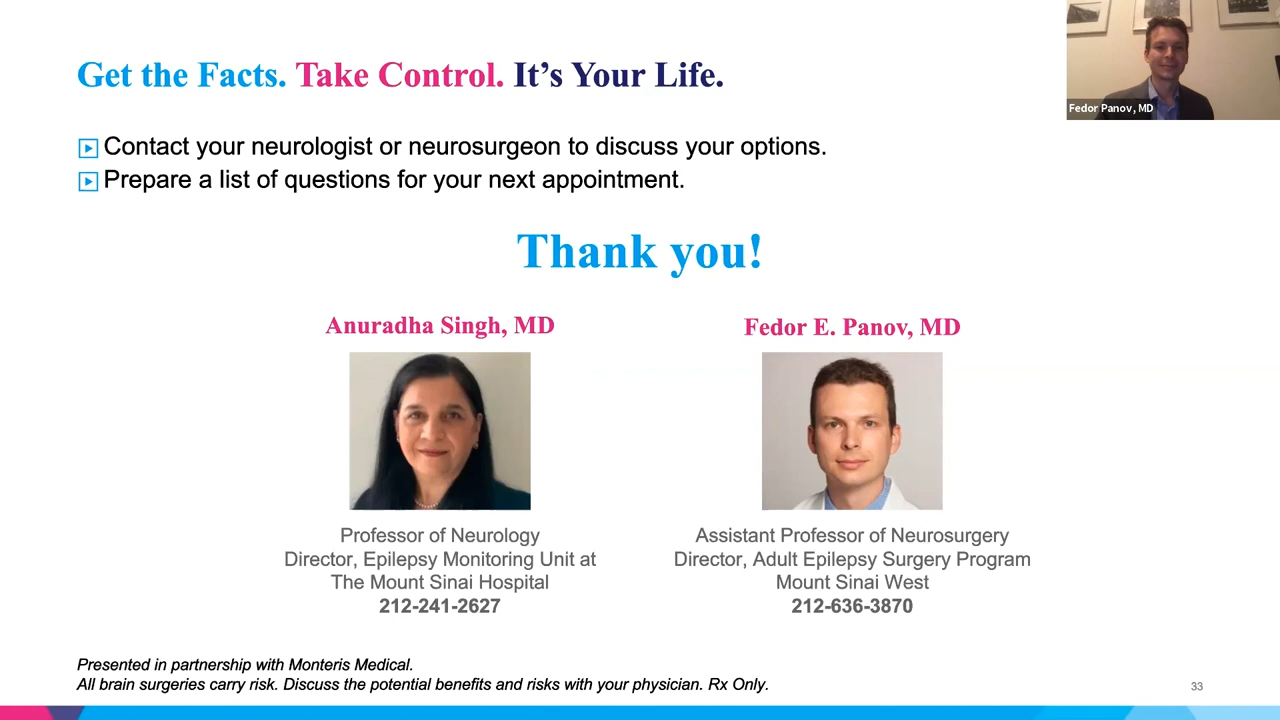 Get the Facts. Take Control. It’s Your Life.
Fedor Panov, MD
Contact your neurologist or neurosurgeon to discuss your options.
Prepare a list of questions for your next appointment.
Thank you!
Anuradha Singh, MD
Professor of Neurology
Director, Epilepsy Monitoring Unit at
The Mount Sinai Hospital
212-241-2627
Fedor E. Panov, MD
Assistant Professor of Neurosurgery
Director, Adult Epilepsy Surgery Program
Mount Sinai West
212-636-3870
Presented in partnership with Monteris Medical.
All brain surgeries carry risk. Discuss the potential benefits and risks with your physician. Rx Only.
33